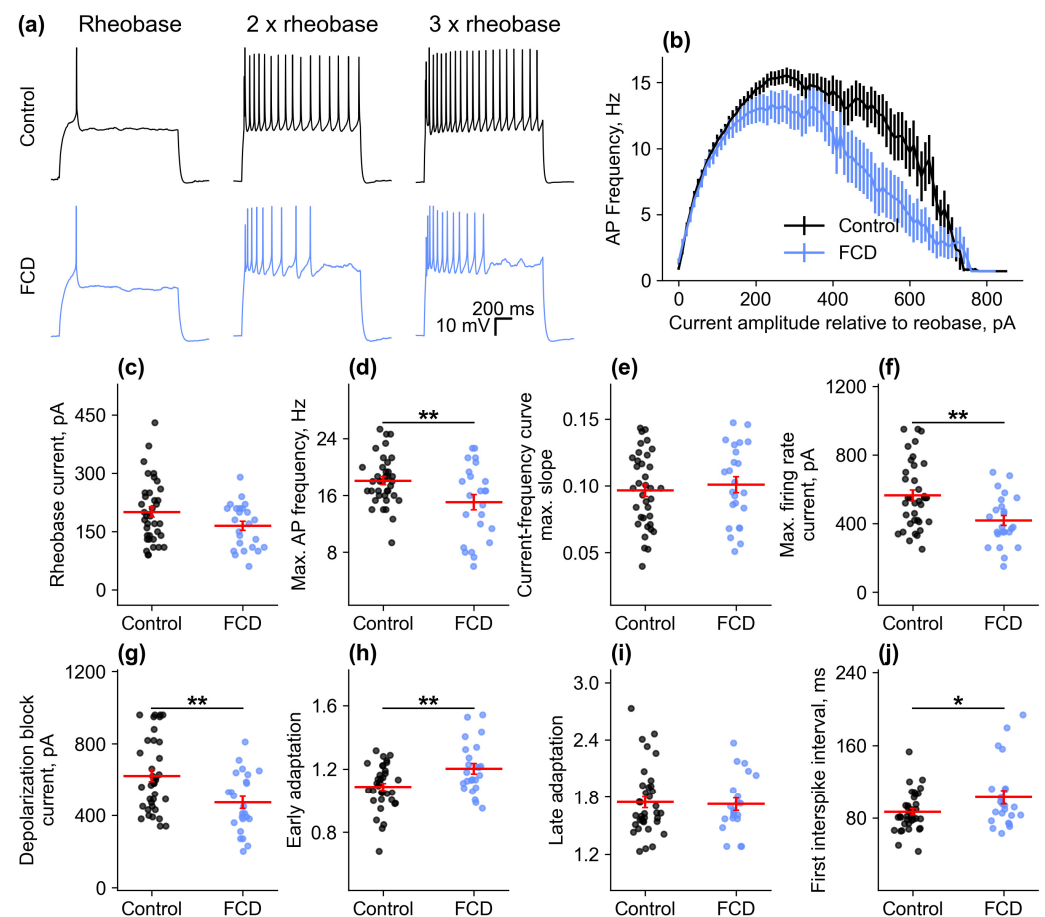 (a) Rheobase 2 x rheobase 3 x rheobase
Control
FCD
200 ms
10 mV
(b)
AP Frequency, Hz
15
10
5
0
Control
FCD
0 200 400 600 800
Current amplitude relative to reobase, pA
(c)
Rheobase current, pA
450
300
150
0
Control FCD
(d)
Max. AP frequency, Hz
24
16
8
**
Control FCD
(e)
Current-frequency curve
max. slope
0.15
0.10
0.05
Control FCD
(f)
Max. firing rate
current, pA
1200
800
400
0
**
Control FCD
(g)
Depolarization block
current, pA
1200
800
400
0
**
Control FCD
(h)
Early adaptation
1.6
1.2
0.8
**
Control FCD
(i)
Late adaptation
3.0
2.4
1.8
1.2
Control FCD
(j)
First interspike interval, ms
240
160
80
*
Control FCD